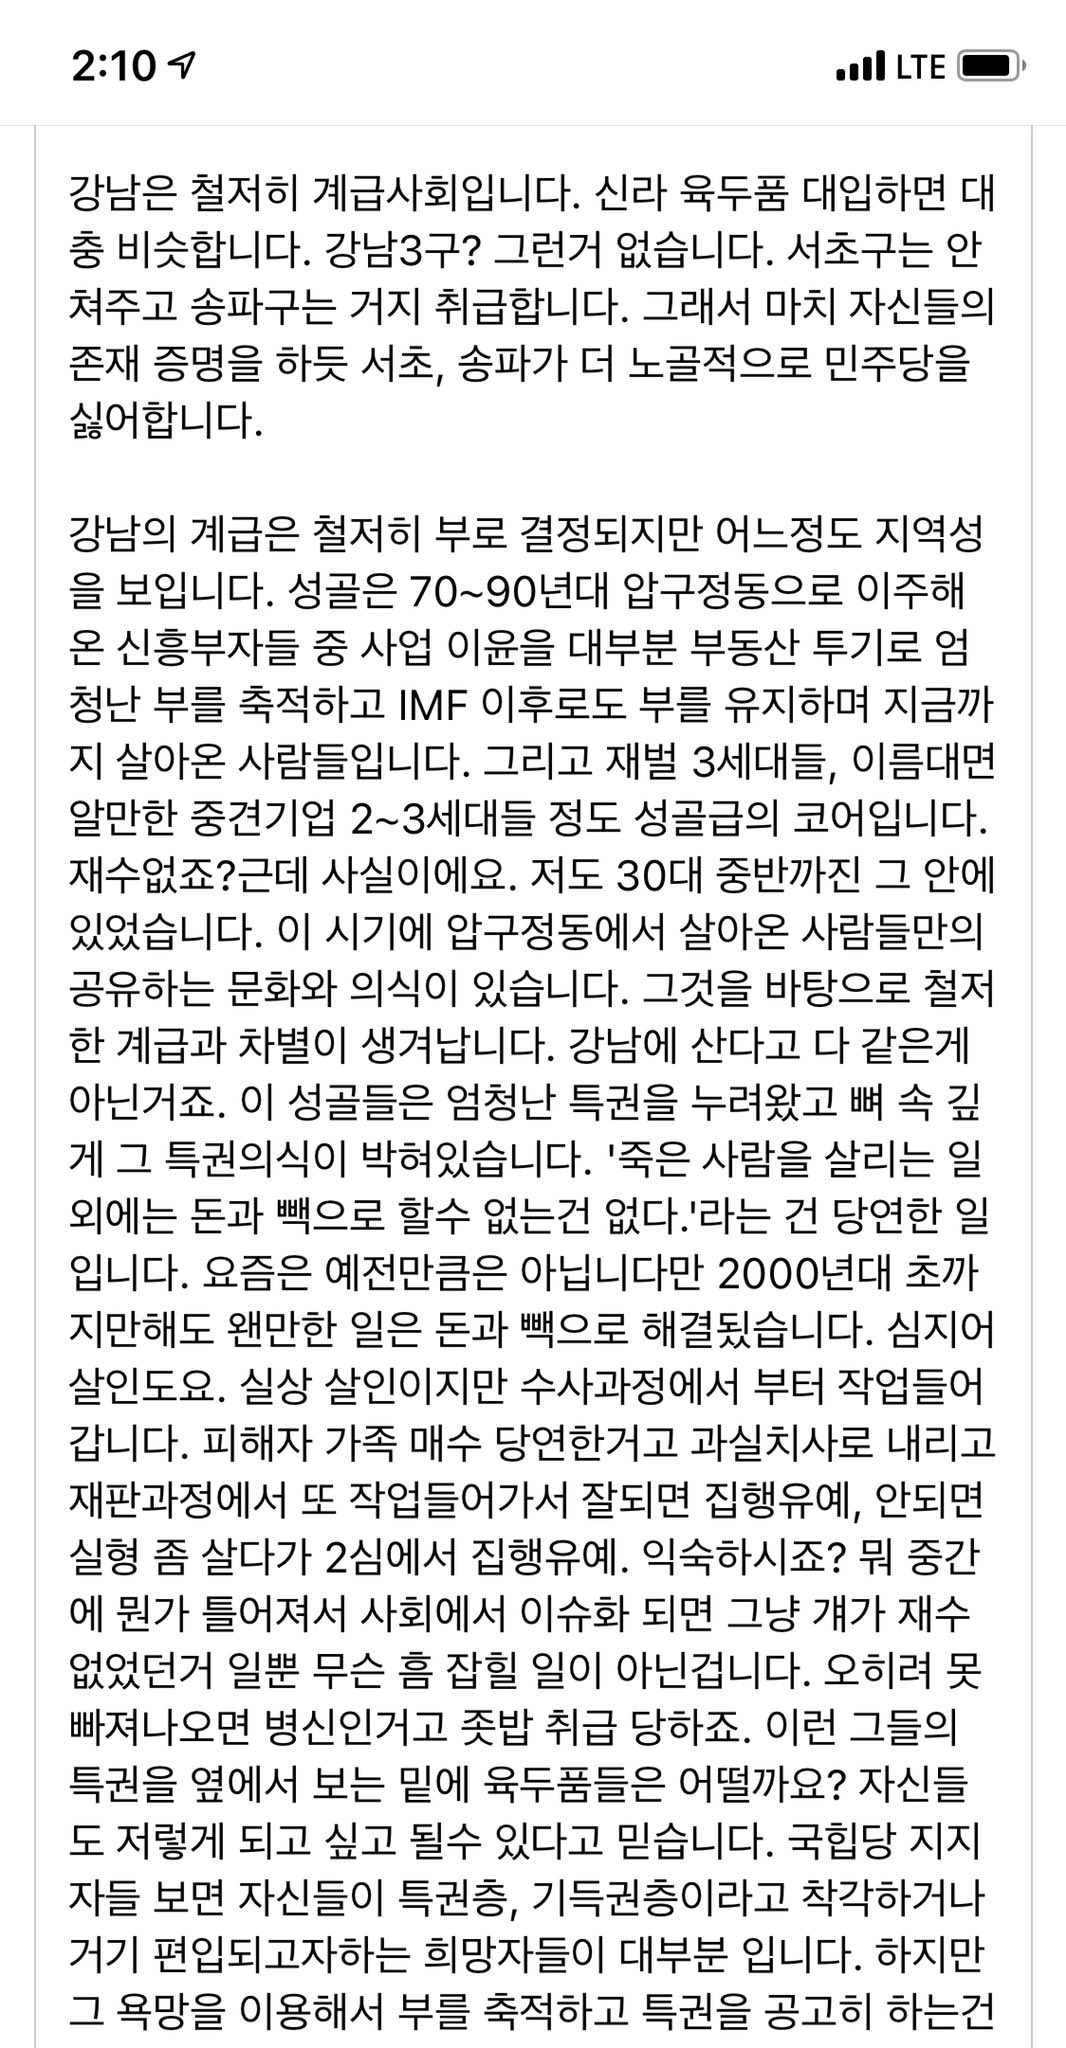 2:10
LTE
강남은 철저히 계급사회입니다. 신라 육두품 대입하면 대
충 비슷합니다. 강남3구? 그런거 없습니다. 서초구는 안
쳐주고 송파구는 거지 취급합니다. 그래서 마치 자신들의
존재 증명을 하듯 서초, 송파가 더 노골적으로 민주당을
싫어합니다.
강남의 계급은 철저히 부로 결정되지만 어느정도 지역성
을 보입니다. 성골은 70~90년대 압구정동으로 이주해
온 신흥부자들 중 사업 이윤을 대부분 부동산 투기로 엄
청난 부를 축적하고 IMF 이후로도 부를 유지하며 지금까
지 살아온 사람들입니다. 그리고 재벌 3세대들, 이름대면
알만한 중견기업 2~3세대들 정도 성골급의 코어입니다.
재수없죠?근데 사실이에요. 저도 30대 중반까진 그 안에
있었습니다. 이 시기에 압구정동에서 살아온 사람들만의
공유하는 문화와 의식이 있습니다. 그것을 바탕으로 철저
한 계급과 차별이 생겨납니다. 강남에 산다고 다 같은게
아닌거죠. 이 성골들은 엄청난 특권을 누려왔고 뼈 속 깊
게 그 특권의식이 박혀있습니다. '죽은 사람을 살리는 일
외에는 돈과 빽으로 할수 없는건 없다.'라는 건 당연한 일
입니다. 요즘은 예전만큼은 아닙니다만 2000년대 초까
지만해도 왠만한 일은 돈과 빽으로 해결됬습니다. 심지어
살인도요. 실상 살인이지만 수사과정에서 부터 작업들어
갑니다. 피해자 가족 매수 당연한거고 과실치사로 내리고
재판과정에서 또 작업들어가서 잘되면 집행유예, 안되면
실형 좀 살다가 2심에서 집행유예. 익숙하시죠? 뭐 중간
에 뭔가 틀어져서 사회에서 이슈화 되면 그냥 걔가 재수
없었던거 일뿐 무슨 흠 잡힐 일이 아닌겁니다. 오히려 못
빠져나오면 병신인거고 좃밥 취급 당하죠. 이런 그들의
특권을 옆에서 보는 밑에 육두품들은 어떨까요? 자신들
도 저렇게 되고 싶고 될수 있다고 믿습니다. 국힙당 지지
자들 보면 자신들이 특권층, 기득권층이라고 착각하거나
거기 편입되고자하는 희망자들이 대부분 입니다. 하지만
그 욕망을 이용해서 부를 축적하고 특권을 공고히 하는건